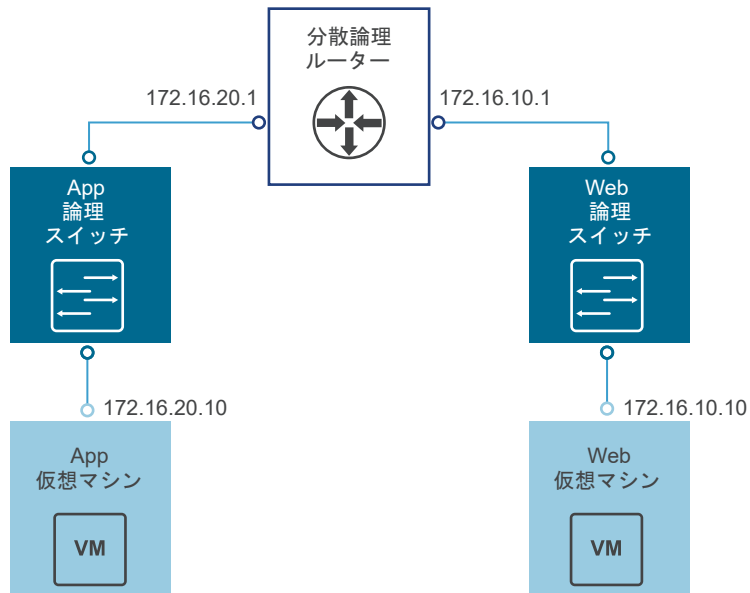 分散論理
ルーター
172.16.20.1
172.16.10.1
App
論理
スイッチ
Web
論理
スイッチ
172.16.20.10
172.16.10.10
App
仮想マシン
VM
Web
仮想マシン
VM